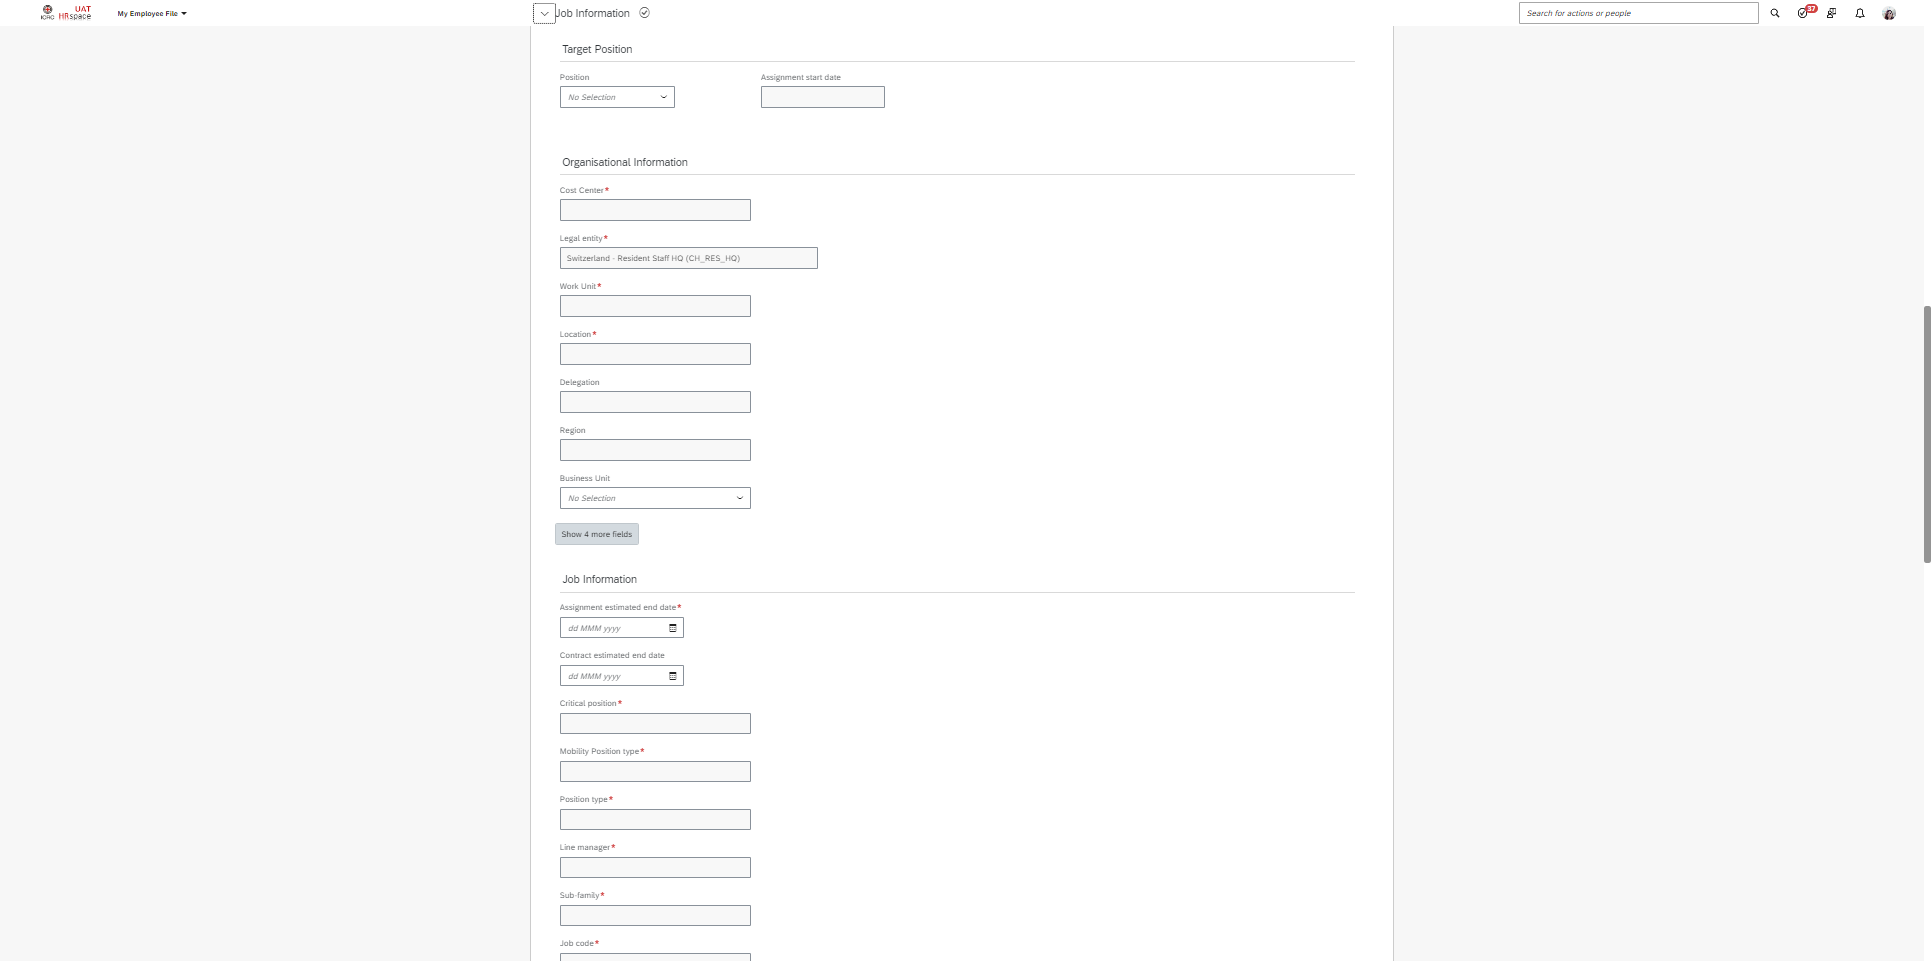 ICRC
UAT
HRspace
My Employee File
Job Information
Search for actions or people
37
Target Position
Position
Assignment start date
No Selection
Organisational Information
Cost Center*
Legal entity*
Switzerland - Resident Staff HQ (CH_RES_HQ)
Work Unit*
Location*
Delegation
Region
Business Unit
No Selection
Show 4 more fields
Job Information
Assignment estimated end date*
dd MMM yyyy
Contract estimated end date
dd MMM yyyy
Critical position*
Mobility Position type*
Position type*
Line manager*
Sub-family*
Job code*